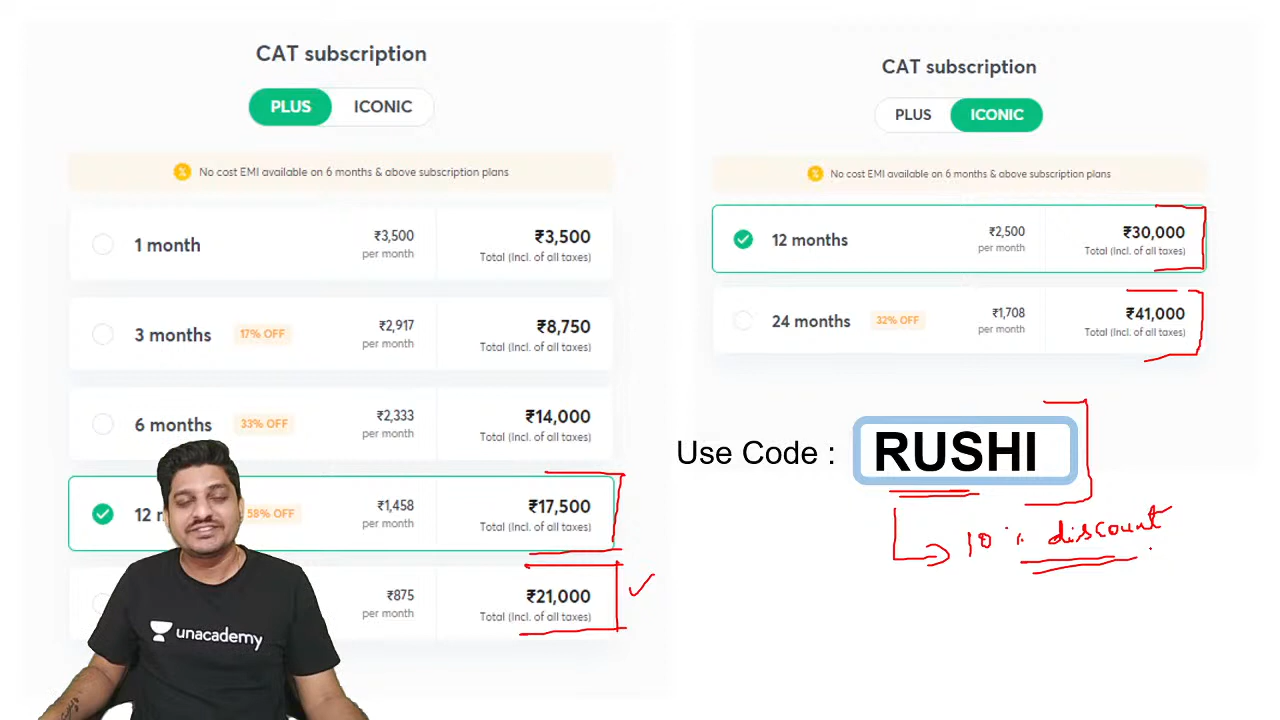 CAT subscription
PLUS
ICONIC
No cost EMI available on 6 months & above subscription plans
1 month
₹3,500
per month
₹3,500
Total (Incl. of all taxes)
3 months
17% OFF
₹2,917
per month
₹8,750
Total (Incl. of all taxes)
6 months
33% OFF
₹2,333
per month
₹14,000
Total (Incl. of all taxes)
12
58% OFF
₹1,458
per month
₹17,500
Total (Incl. of all taxes)
₹875
per month
₹21,000
Total (Incl. of all taxes)
unacademy
CAT subscription
PLUS
ICONIC
No cost EMI available on 6 months & above subscription plans
12 months
₹2,500
per month
₹30,000
Total (Incl. of all taxes)
24 months
32% OFF
₹1,708
per month
₹41,000
Total (Incl. of all taxes)
Use Code : RUSHI
10 % discount